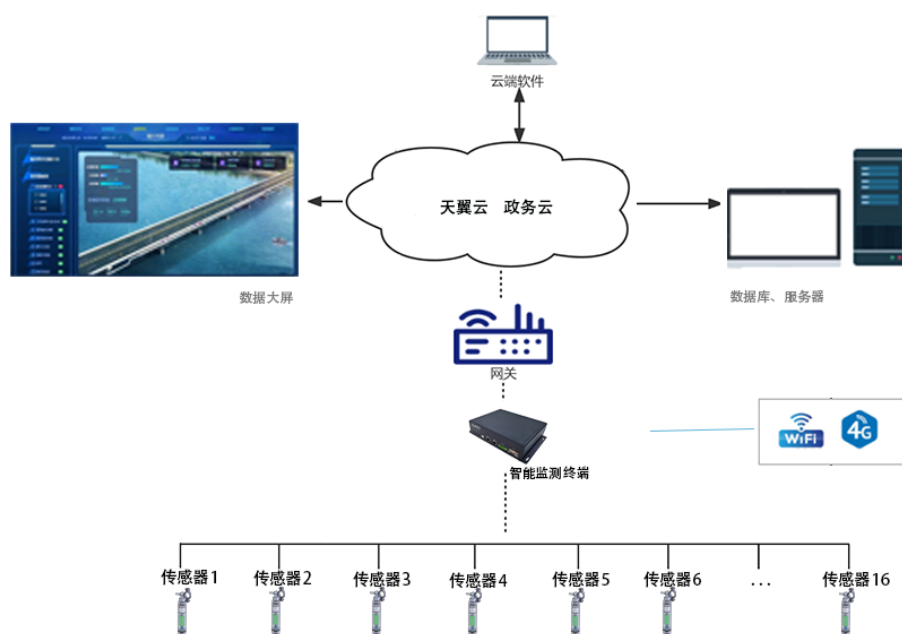 云端软件
天翼云 政务云
数据大屏
数据库、服务器
网关
WiFi
4G
智能监测终端
传感器1
传感器2
传感器3
传感器4
传感器5
传感器6
...
传感器16